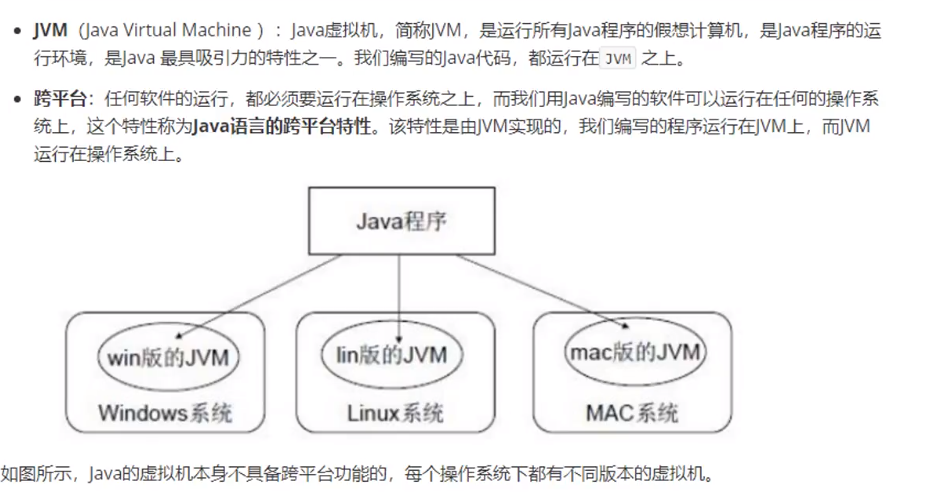 JVM（Java Virtual Machine ）：Java虚拟机，简称JVM，是运行所有Java程序的假想计算机，是Java程序的运
行环境，是Java 最具吸引力的特性之一。我们编写的Java代码，都运行在 JVM 之上。
跨平台：任何软件的运行，都必须要运行在操作系统之上，而我们用Java编写的软件可以运行在任何的操作系
统上，这个特性称为Java语言的跨平台特性。该特性是由JVM实现的，我们编写的程序运行在JVM上，而JVM
运行在操作系统上。
Java程序
win版的JVM
Windows系统
lin版的JVM
Linux系统
mac版的JVM
MAC系统
如图所示，Java的虚拟机本身不具备跨平台功能的，每个操作系统下都有不同版本的虚拟机。